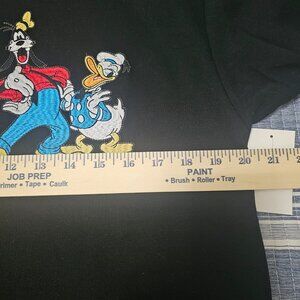 12 13 14 15 16 17 18 19 20 21
JOB PREP PAINT
rimer • Tape • Caulk • Brush • Roller • Tray